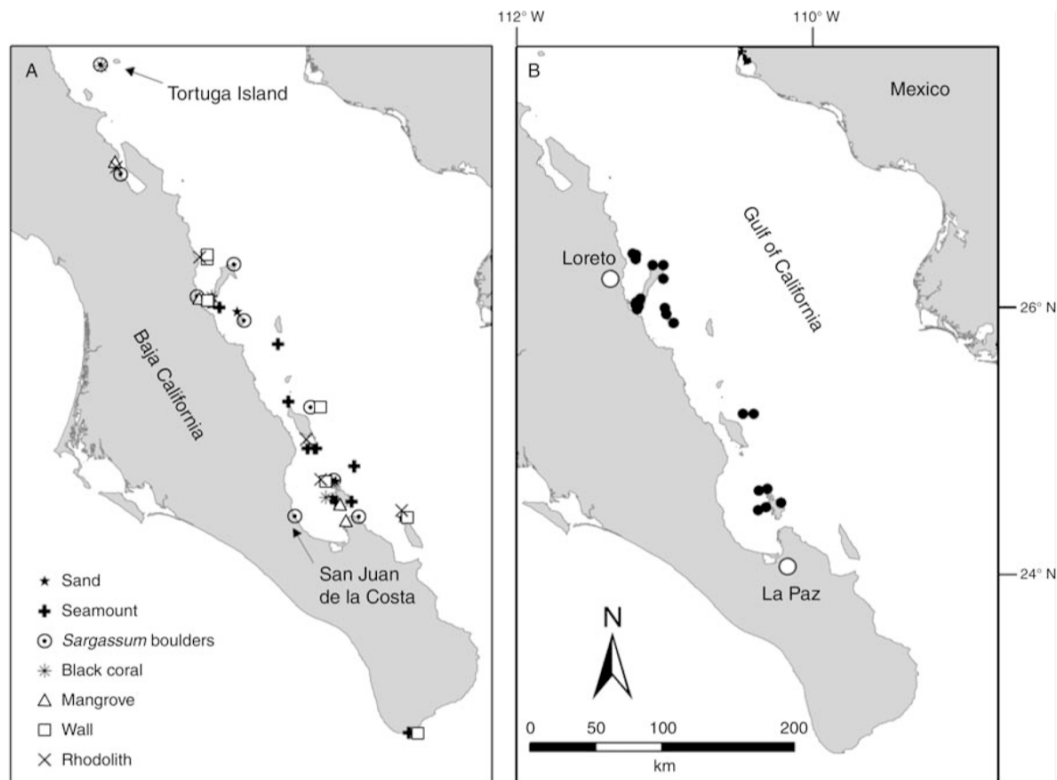 112° W
110° W
A
Tortuga Island
Baja California
San Juan
de la Costa
Sand
Seamount
Sargassum boulders
Black coral
Mangrove
Wall
Rhodolith
B
Mexico
Gulf of California
Loreto
26° N
24° N
La Paz
N
0
50
100
200
km